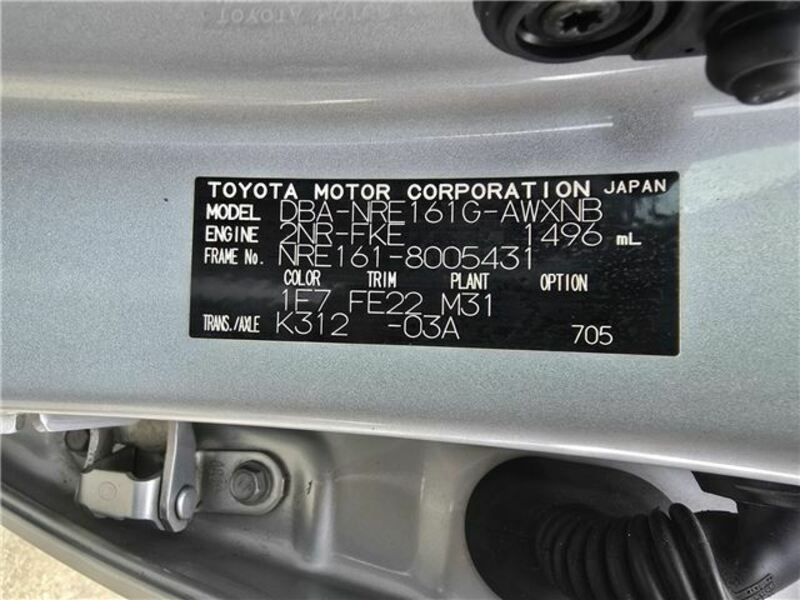 TOYOTA MOTOR CORPORATION JAPAN
MODEL DBA-NRE161G-AWXNB
ENGINE 2NR-FKE 1496 mL
FRAME No. NRE161-8005431
COLOR TRIM PLANT OPTION
1E7 FE22 M31
TRANS./AXLE K312 -03A 705